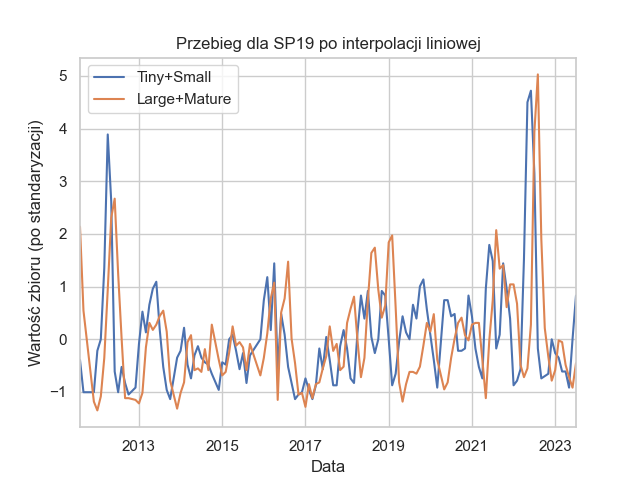 Przebieg dla SP19 po interpolacji liniowej
Tiny+Small
Large+Mature
Wartość zbioru (po standaryzacji)
5
4
3
2
1
0
−1
2013
2015
2017
2019
2021
2023
Data